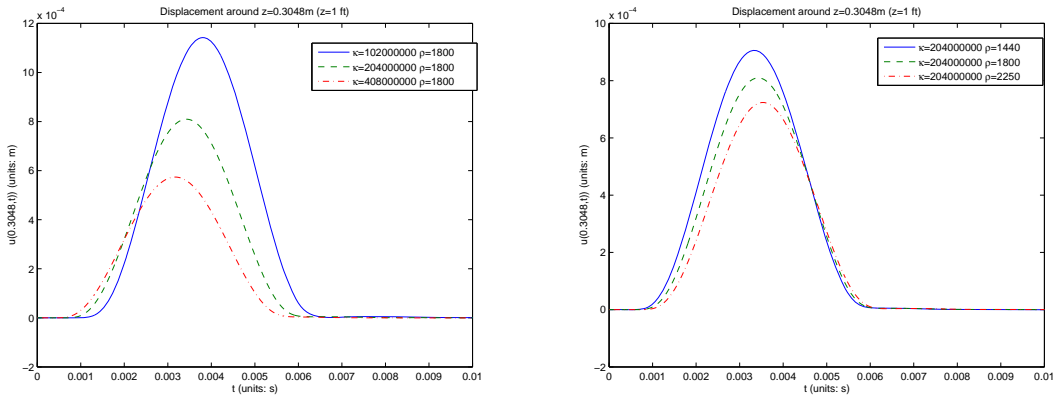 Displacement around z=0.3048m (z=1 ft)
x 10⁻⁴
12
10
8
6
4
2
0
−2
u(0.3048,t)) (units: m)
κ=102000000 ρ=1800
κ=204000000 ρ=1800
κ=408000000 ρ=1800
0 0.001 0.002 0.003 0.004 0.005 0.006 0.007 0.008 0.009 0.01
t (units: s)
Displacement around z=0.3048m (z=1 ft)
x 10⁻⁴
10
8
6
4
2
0
−2
u(0.3048,t)) (units: m)
κ=204000000 ρ=1440
κ=204000000 ρ=1800
κ=204000000 ρ=2250
0 0.001 0.002 0.003 0.004 0.005 0.006 0.007 0.008 0.009 0.01
t (units: s)